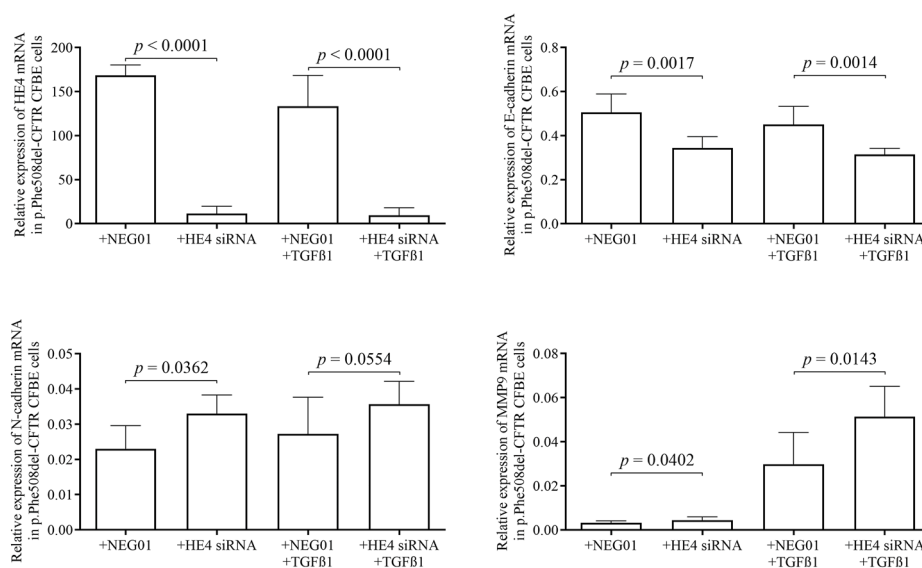 Relative expression of HE4 mRNA
in p.Phe508del-CFTR CFBE cells
200
150
100
50
0
p < 0.0001
p < 0.0001
+NEG01
+HE4 siRNA
+NEG01
+TGFß1
+HE4 siRNA
+TGFß1
Relative expression of E-cadherin mRNA
in p.Phe508del-CFTR CFBE cells
0.8
0.6
0.4
0.2
0.0
p = 0.0017
p = 0.0014
+NEG01
+HE4 siRNA
+NEG01
+TGFß1
+HE4 siRNA
+TGFß1
Relative expression of N-cadherin mRNA
in p.Phe508del-CFTR CFBE cells
0.05
0.04
0.03
0.02
0.01
0.00
p = 0.0362
p = 0.0554
+NEG01
+HE4 siRNA
+NEG01
+TGFß1
+HE4 siRNA
+TGFß1
Relative expression of MMP9 mRNA
in p.Phe508del-CFTR CFBE cells
0.08
0.06
0.04
0.02
0.00
p = 0.0402
p = 0.0143
+NEG01
+HE4 siRNA
+NEG01
+TGFß1
+HE4 siRNA
+TGFß1